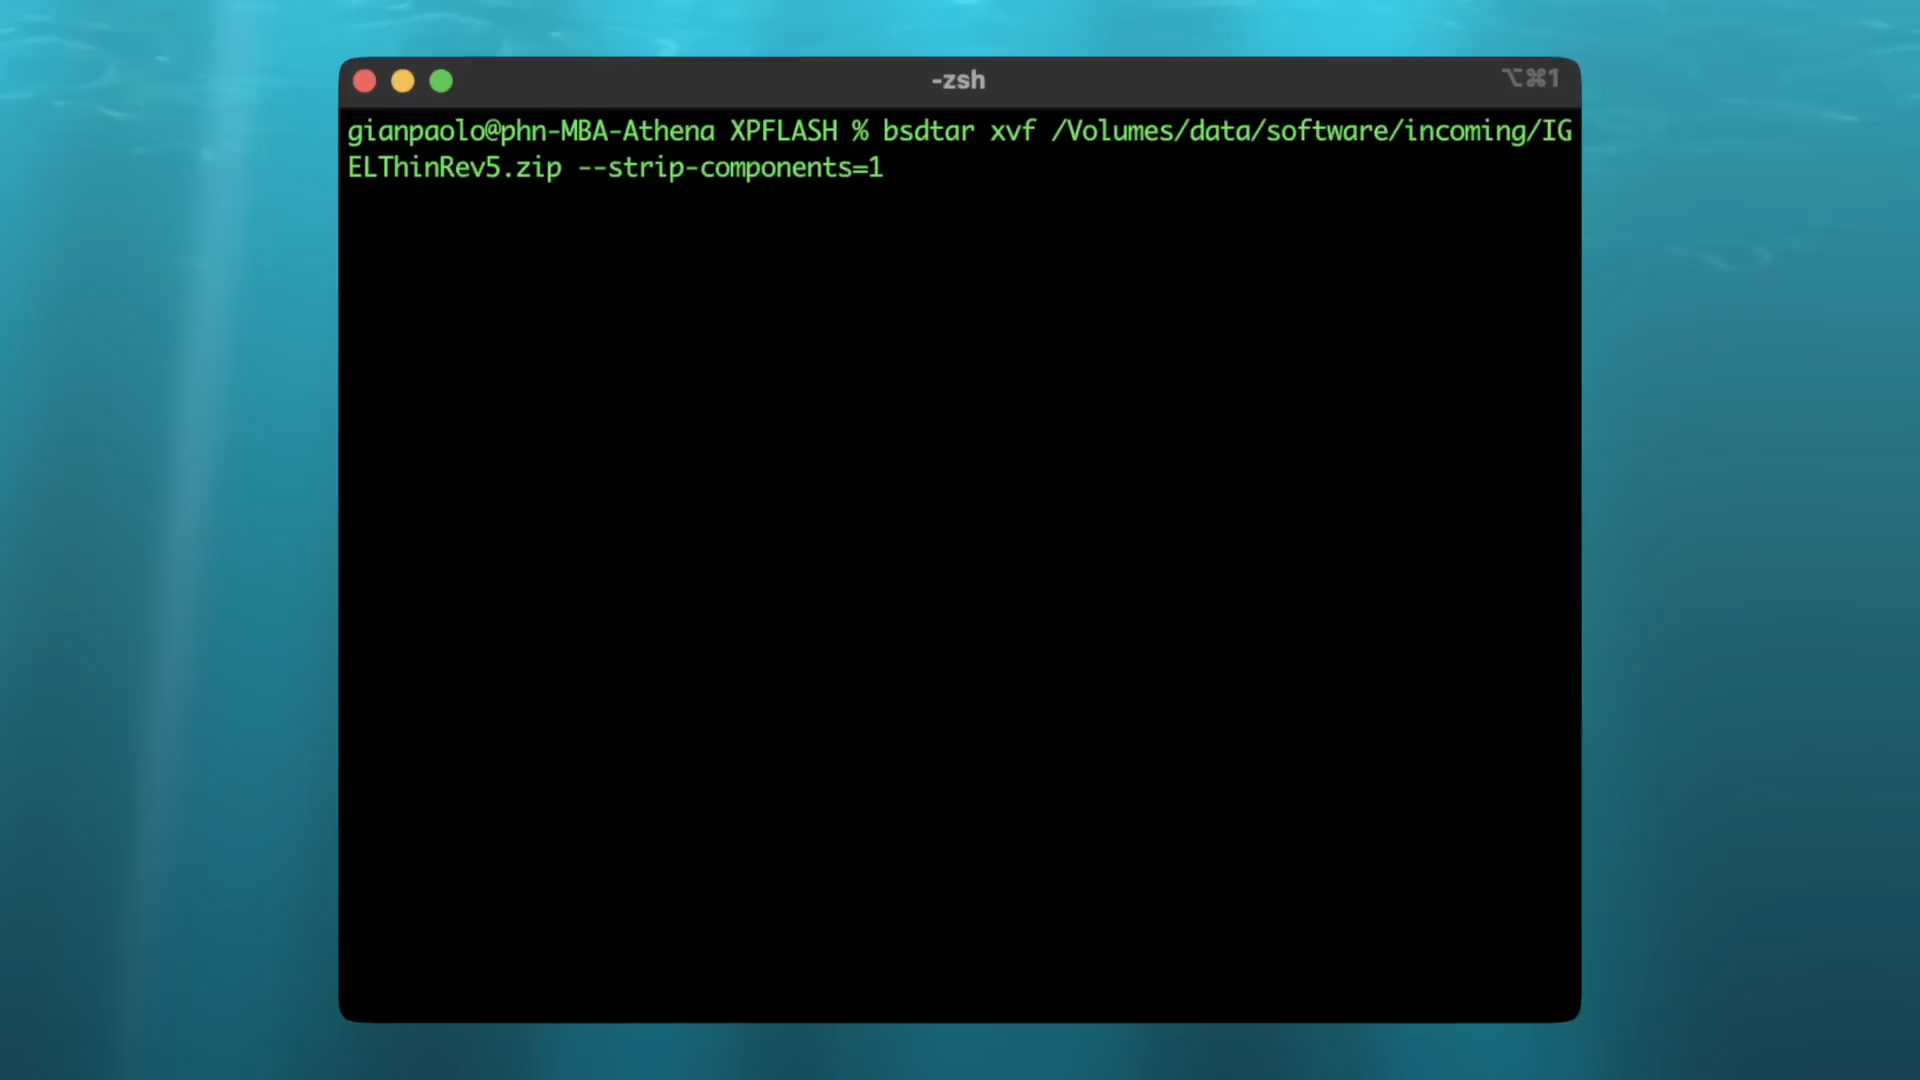 -zsh
⌥⌘1
gianpaolo@phn-MBA-Athena XPFLASH % bsdtar xvf /Volumes/data/software/incoming/IG
ELThinRev5.zip --strip-components=1